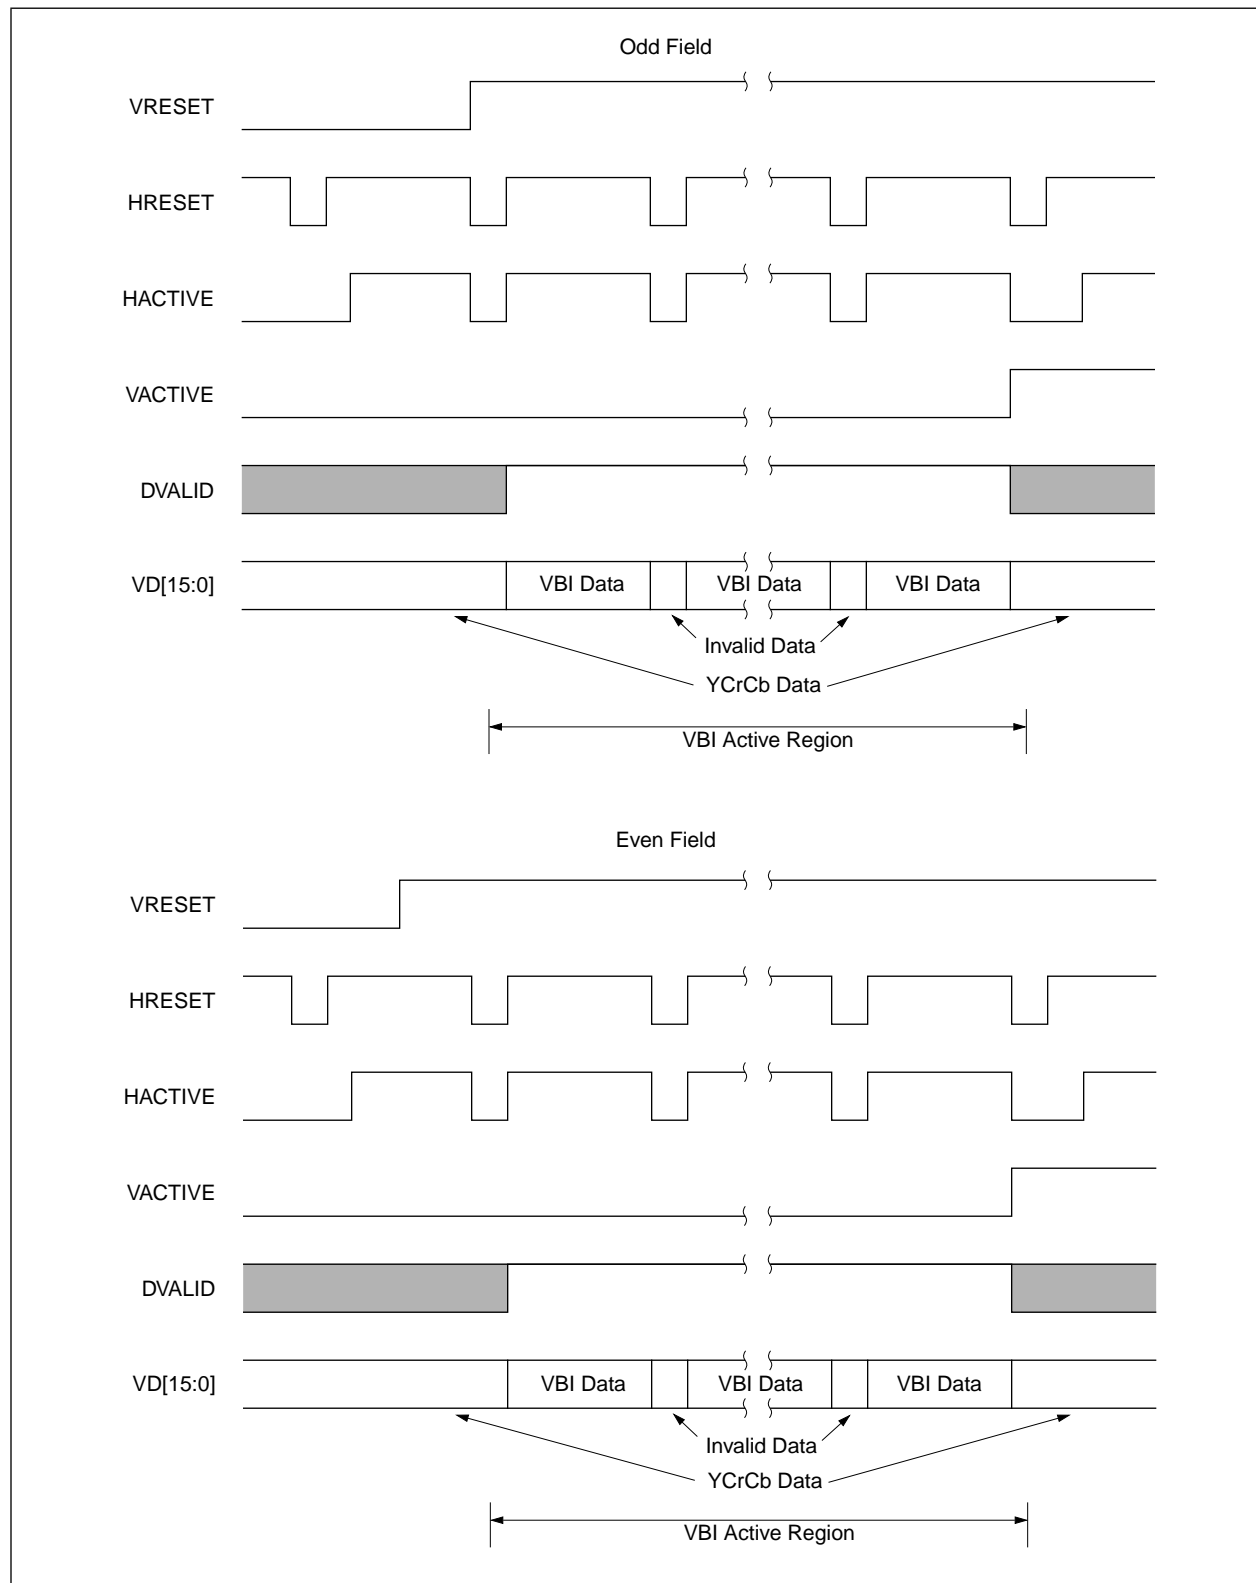 Odd Field
VRESET
HRESET
HACTIVE
VACTIVE
DVALID
VD[15:0]
VBI Data VBI Data VBI Data
Invalid Data
YCrCb Data
VBI Active Region
Even Field
VRESET
HRESET
HACTIVE
VACTIVE
DVALID
VD[15:0]
VBI Data VBI Data VBI Data
Invalid Data
YCrCb Data
VBI Active Region